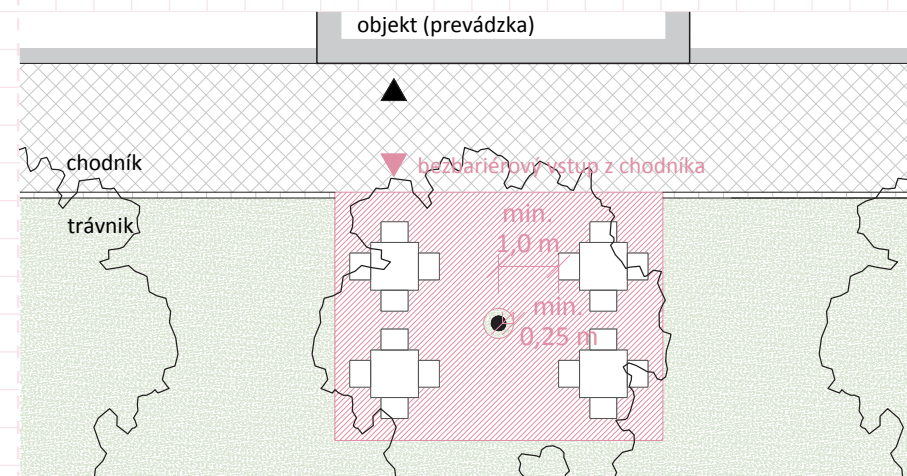 objekt (prevádzka)
chodník
bezbariérový vstup z chodníka
trávnik
min.
1,0 m
min.
0,25 m